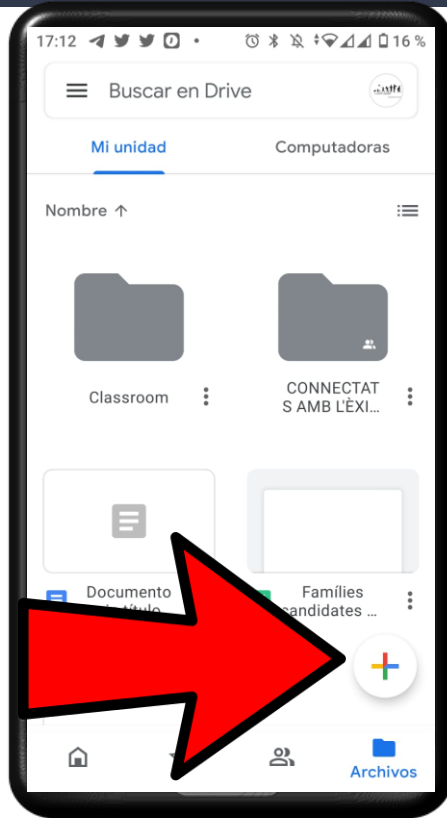 17:12 16 %
Buscar en Drive
Mi unidad Computadoras
Nombre ↑
Classroom CONNECTAT
S AMB L'ÈXI...
Documento Famílies
candidates ...
Archivos